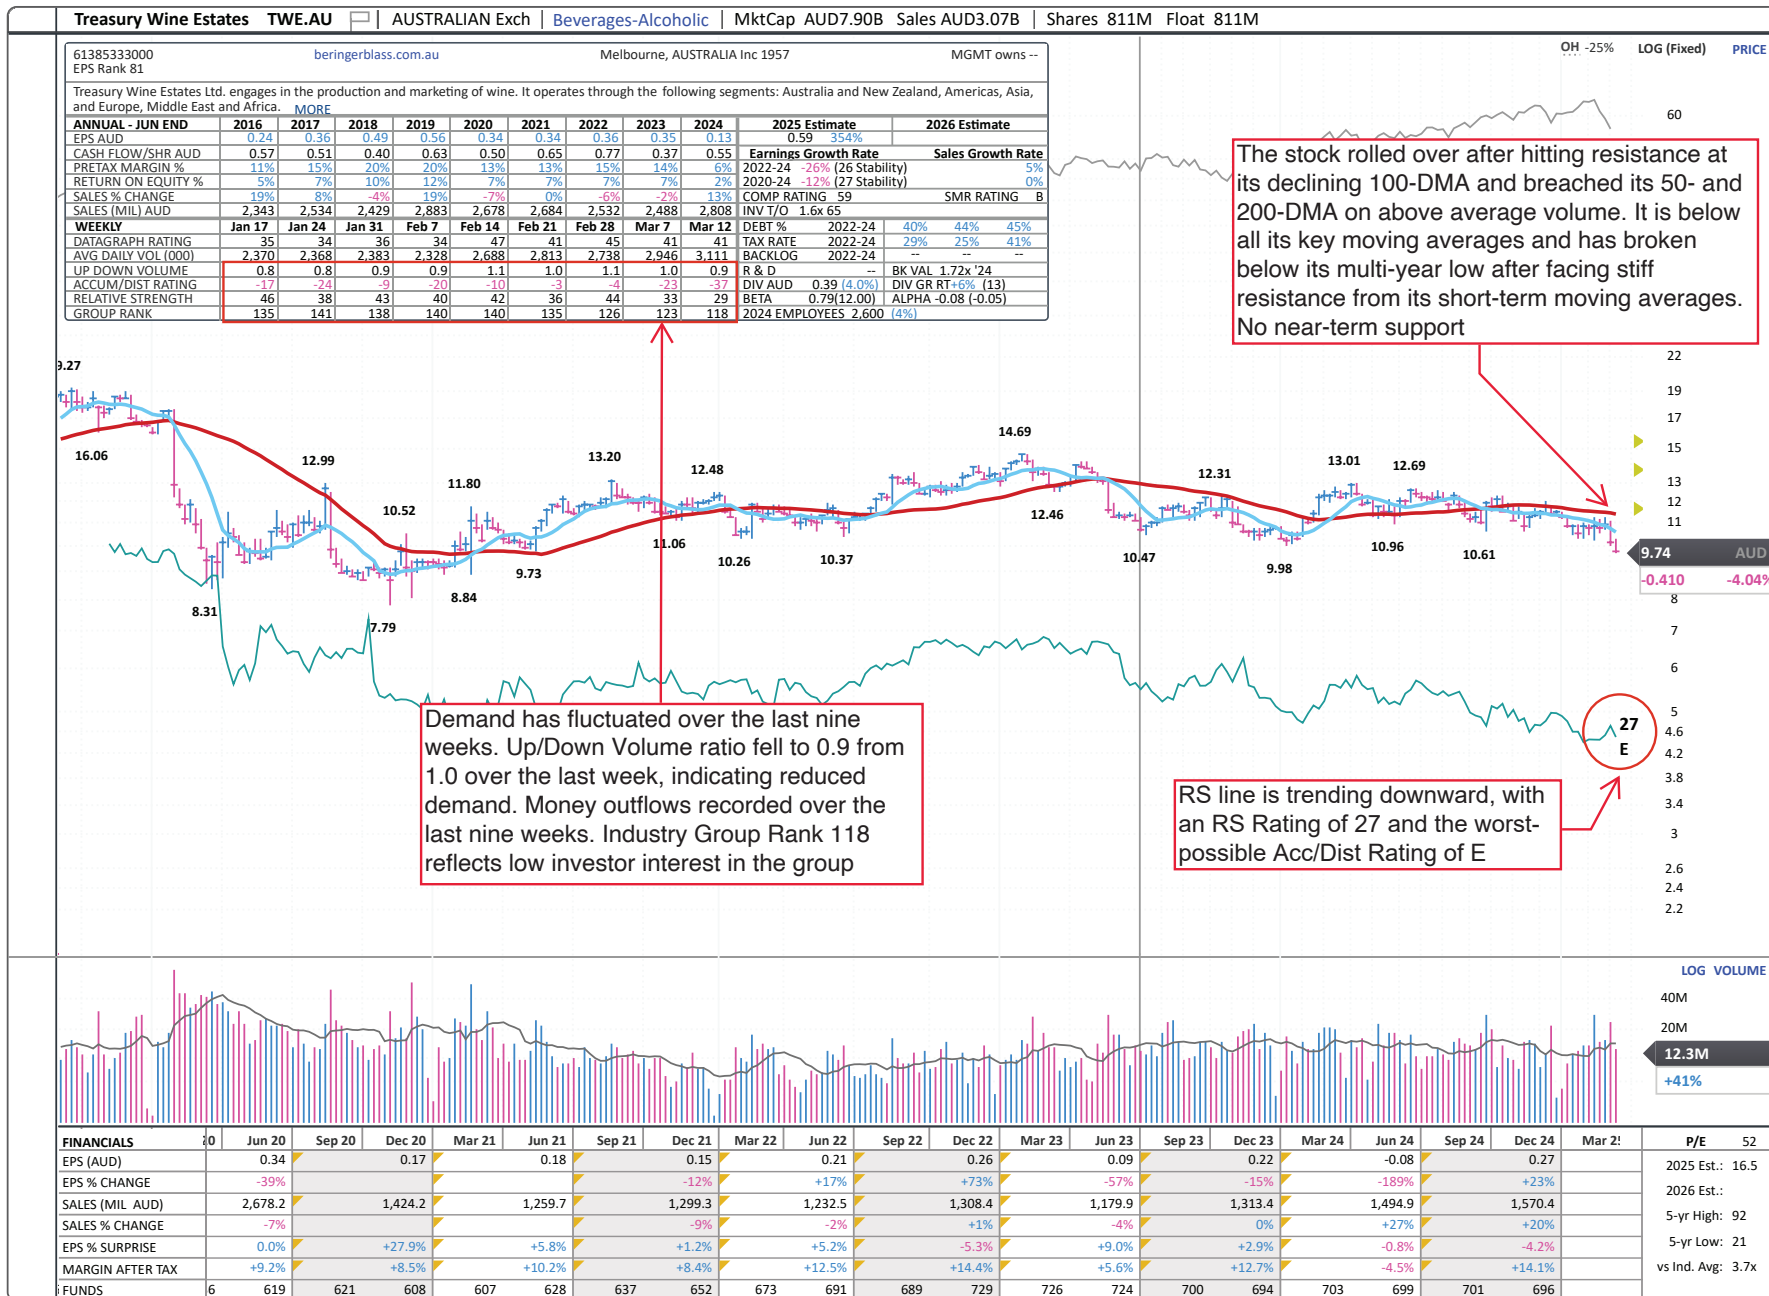 Treasury Wine Estates TWE.AU | AUSTRALIAN Exch | Beverages-Alcoholic | MktCap AUD7.90B Sales AUD3.07B | Shares 811M Float 811M
61385333000 beringerblass.com.au Melbourne, AUSTRALIA Inc 1957 MGMT owns --
EPS Rank 81
Treasury Wine Estates Ltd. engages in the production and marketing of wine. It operates through the following segments: Australia and New Zealand, Americas, Asia,
and Europe, Middle East and Africa. MORE
ANNUAL - JUN END 2016 2017 2018 2019 2020 2021 2022 2023 2024 2025 Estimate 2026 Estimate
EPS AUD 0.24 0.36 0.49 0.56 0.34 0.34 0.36 0.35 0.13 0.59 354%
CASH FLOW/SHR AUD 0.57 0.51 0.40 0.63 0.50 0.65 0.77 0.37 0.55 Earnings Growth Rate Sales Growth Rate
PRETAX MARGIN % 11% 15% 20% 20% 13% 13% 15% 14% 6% 2022-24 -26% (26 Stability) 5%
RETURN ON EQUITY % 5% 7% 10% 12% 7% 7% 7% 7% 2% 2020-24 -12% (27 Stability) 0%
SALES % CHANGE 19% 8% -4% 19% -7% 0% -6% -2% 13% COMP RATING 59 SMR RATING B
SALES (MIL) AUD 2,343 2,534 2,429 2,883 2,678 2,684 2,532 2,488 2,808 INV T/O 1.6x 65
WEEKLY Jan 17 Jan 24 Jan 31 Feb 7 Feb 14 Feb 21 Feb 28 Mar 7 Mar 12 DEBT % 2022-24 40% 44% 45%
DATAGRAPH RATING 35 34 36 34 47 41 45 41 41 TAX RATE 2022-24 29% 25% 41%
AVG DAILY VOL (000) 2,370 2,368 2,383 2,328 2,688 2,813 2,738 2,946 3,111 BACKLOG 2022-24 -- -- --
UP DOWN VOLUME 0.8 0.8 0.9 0.9 1.1 1.0 1.1 1.0 0.9 R & D -- BK VAL 1.72x '24
ACCUM/DIST RATING -17 -24 -9 -20 -10 -3 -4 -23 -37 DIV AUD 0.39 (4.0%) DIV GR RT+6% (13)
RELATIVE STRENGTH 46 38 43 40 42 36 44 33 29 BETA 0.79(12.00) ALPHA -0.08 (-0.05)
GROUP RANK 135 141 138 140 140 135 126 123 118 2024 EMPLOYEES 2,600 (4%)
OH -25% LOG (Fixed) PRICE
60
The stock rolled over after hitting resistance at
its declining 100-DMA and breached its 50- and
200-DMA on above average volume. It is below
all its key moving averages and has broken
below its multi-year low after facing stiff
resistance from its short-term moving averages.
No near-term support
22
19
17
15
13
12
11
9.74 AUD
-0.410 -4.04%
8
7
6
5
4.6
4.2
3.8
3.4
3
2.6
2.4
2.2
9.27
16.06
8.31
12.99
10.52
7.79
11.80
8.84
9.73
13.20
11.06
12.48
10.26
10.37
14.69
12.46
10.47
12.31
9.98
13.01
10.96
12.69
10.61
27
E
Demand has fluctuated over the last nine
weeks. Up/Down Volume ratio fell to 0.9 from
1.0 over the last week, indicating reduced
demand. Money outflows recorded over the
last nine weeks. Industry Group Rank 118
reflects low investor interest in the group
RS line is trending downward, with
an RS Rating of 27 and the worst-
possible Acc/Dist Rating of E
LOG VOLUME
40M
20M
12.3M
+41%
FINANCIALS 0 Jun 20 Sep 20 Dec 20 Mar 21 Jun 21 Sep 21 Dec 21 Mar 22 Jun 22 Sep 22 Dec 22 Mar 23 Jun 23 Sep 23 Dec 23 Mar 24 Jun 24 Sep 24 Dec 24 Mar 2
EPS (AUD) 0.34 0.17 0.18 0.15 0.21 0.26 0.09 0.22 -0.08 0.27
EPS % CHANGE -39% -12% +17% +73% -57% -15% -189% +23%
SALES (MIL AUD) 2,678.2 1,424.2 1,259.7 1,299.3 1,232.5 1,308.4 1,179.9 1,313.4 1,494.9 1,570.4
SALES % CHANGE -7% -9% -2% +1% -4% 0% +27% +20%
EPS % SURPRISE 0.0% +27.9% +5.8% +1.2% +5.2% -5.3% +9.0% +2.9% -0.8% -4.2%
MARGIN AFTER TAX +9.2% +8.5% +10.2% +8.4% +12.5% +14.4% +5.6% +12.7% -4.5% +14.1%
FUNDS 6 619 621 608 607 628 637 652 673 691 689 729 726 724 700 694 703 699 701 696
P/E 52
2025 Est.: 16.5
2026 Est.:
5-yr High: 92
5-yr Low: 21
vs Ind. Avg: 3.7x